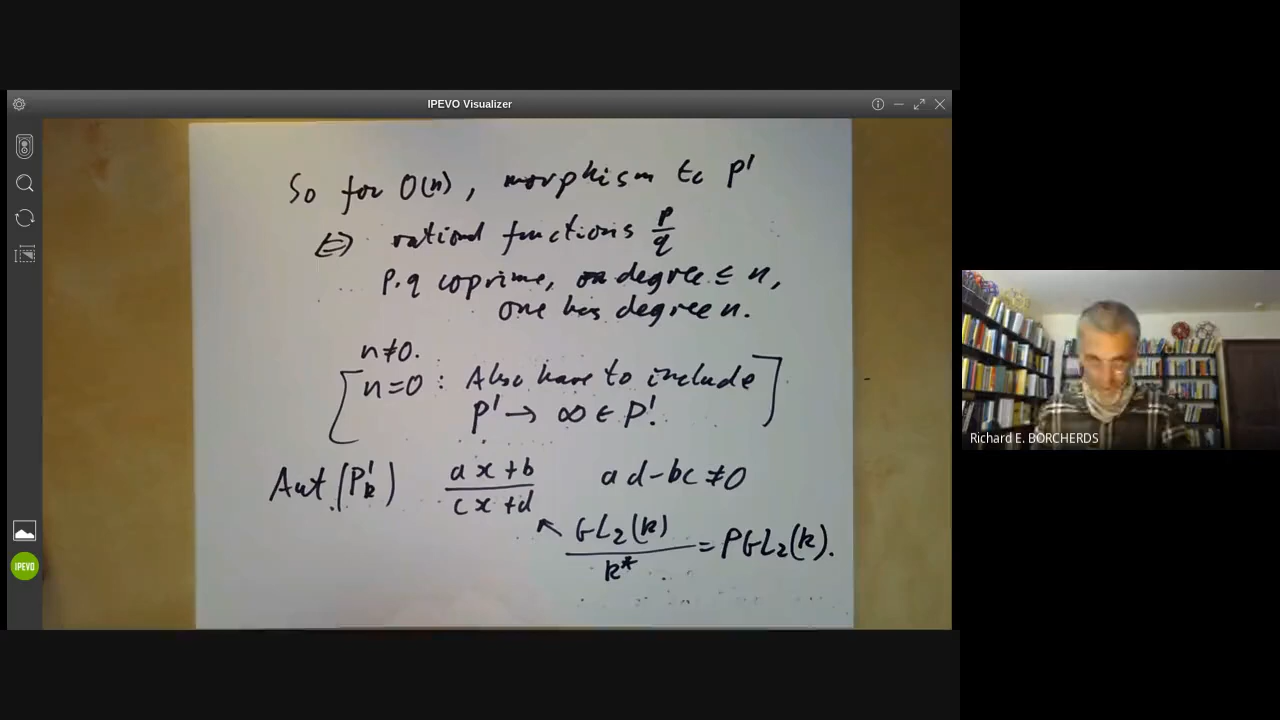 IPEVO Visualizer
So for O(n), morphism to P¹
⇔ rational functions p/q
p, q coprime, degree ≤ n,
one has degree n.
n≠0.
[n=0 : Also have to include
P¹ → ∞ ∈ P¹.]
Aut (P¹ₖ) ax+b/cx+d ad-bc≠0
↖ GL₂(k)/k* = PGL₂(k).
Richard E. BORCHERDS
IPEVO